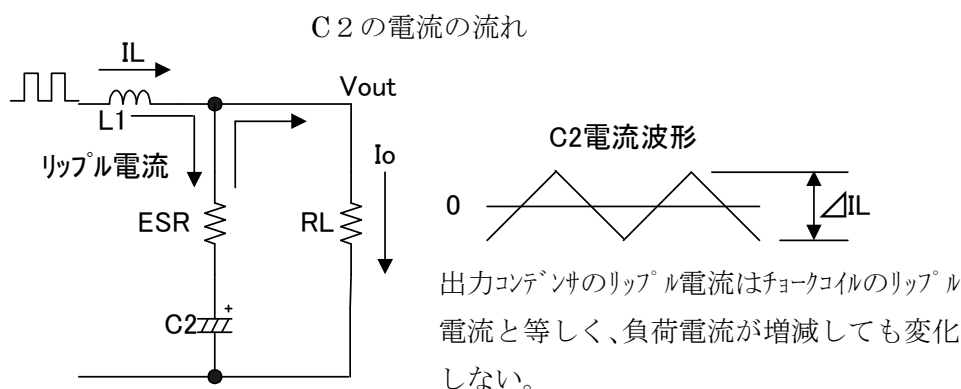 C２の電流の流れ
IL
Vout
L1
リップル電流
Io
ESR
RL
C2
+
C2電流波形
0
⊿IL
出力コンデンサのリップル電流はチョークコイルのリップル
電流と等しく、負荷電流が増減しても変化
しない。